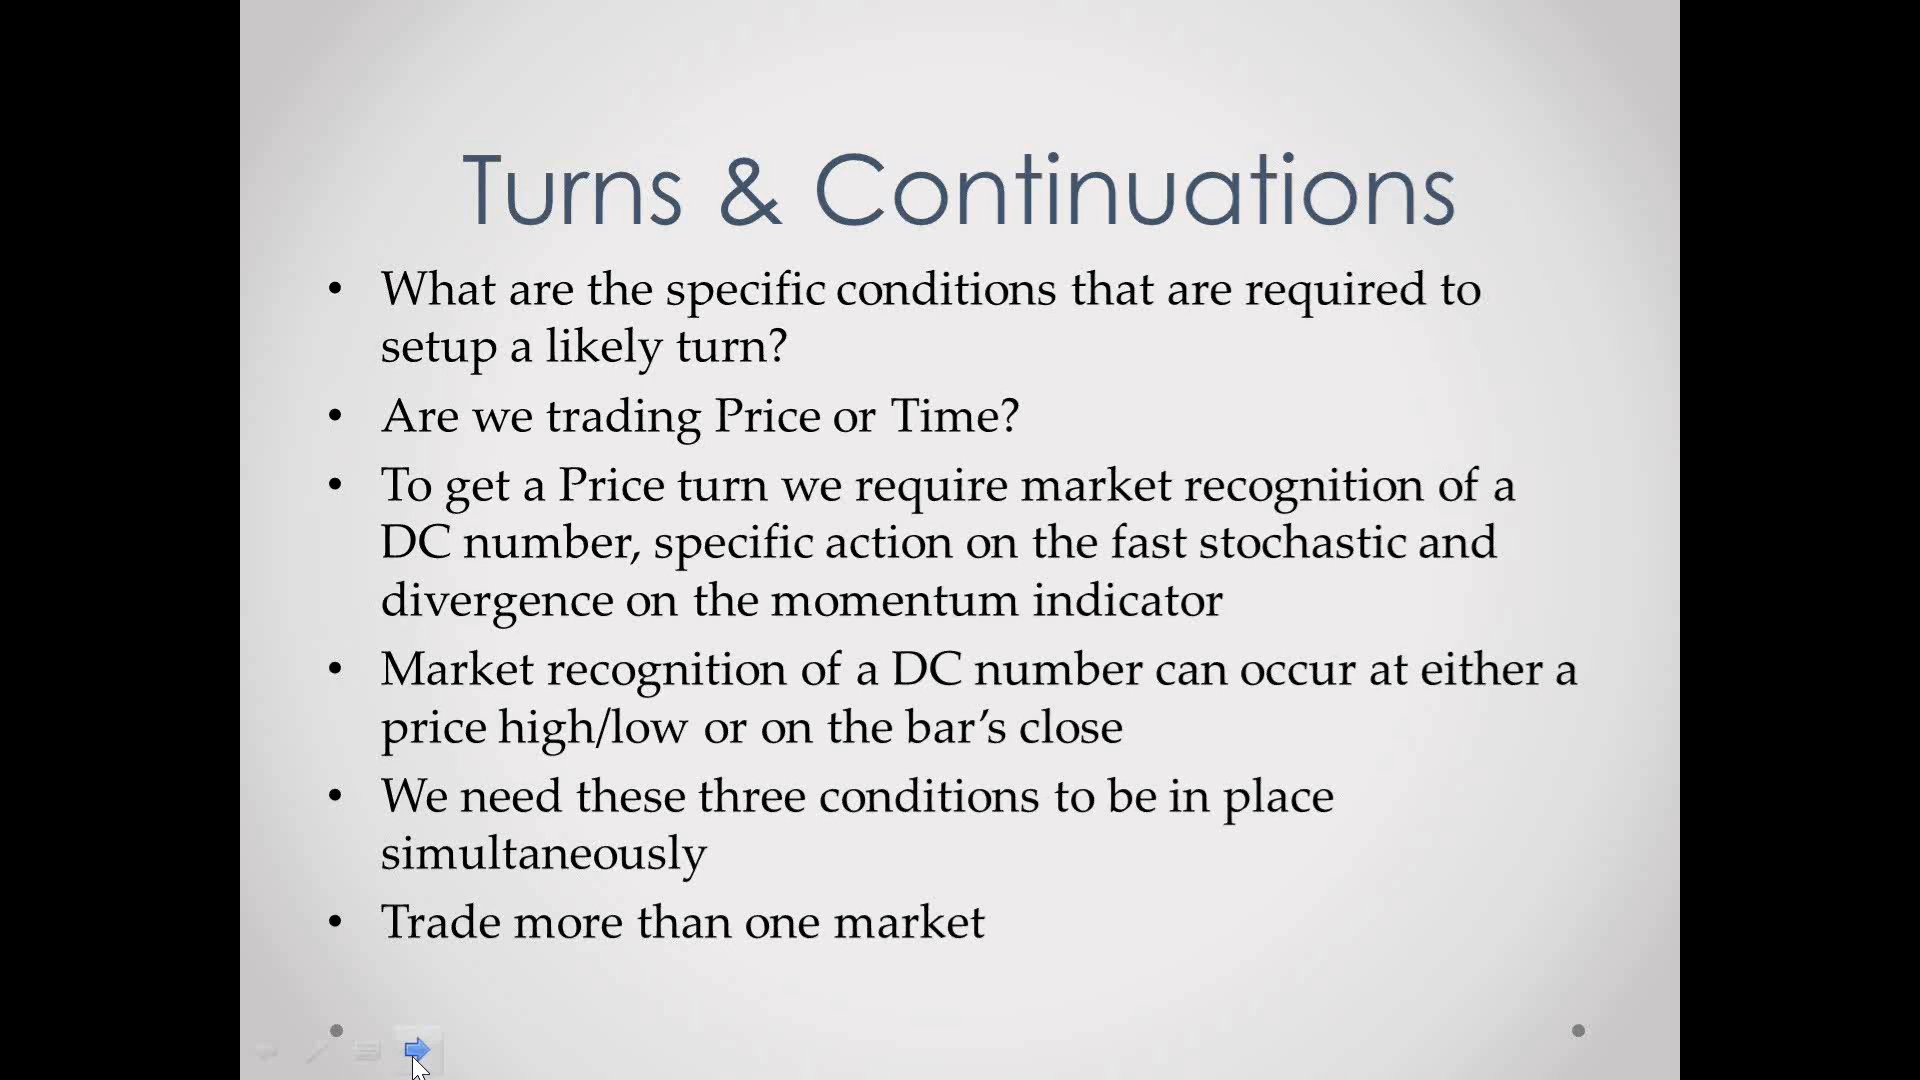 Turns & Continuations
• What are the specific conditions that are required to
setup a likely turn?
• Are we trading Price or Time?
• To get a Price turn we require market recognition of a
DC number, specific action on the fast stochastic and
divergence on the momentum indicator
• Market recognition of a DC number can occur at either a
price high/low or on the bar’s close
• We need these three conditions to be in place
simultaneously
• Trade more than one market